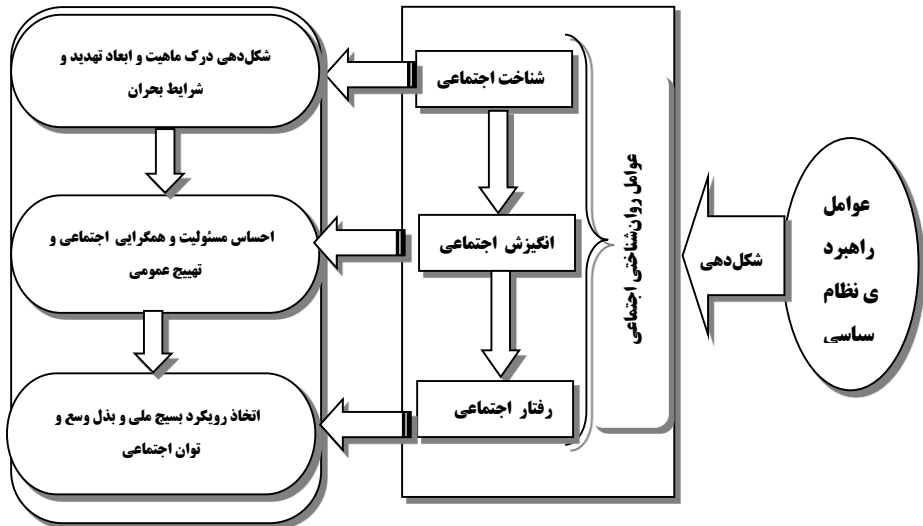 عوامل
راهبرد
ی نظام
سیاسی
شکل‌دهی
عوامل روان‌شناختی اجتماعی
شناخت اجتماعی
انگیزش اجتماعی
رفتار اجتماعی
شکل‌دهی درک ماهیت و ابعاد تهدید و
شرایط بحران
احساس مسئولیت و همگرایی اجتماعی و
تهییج عمومی
اتخاذ رویکرد بسیج ملی و بذل وسع و
توان اجتماعی